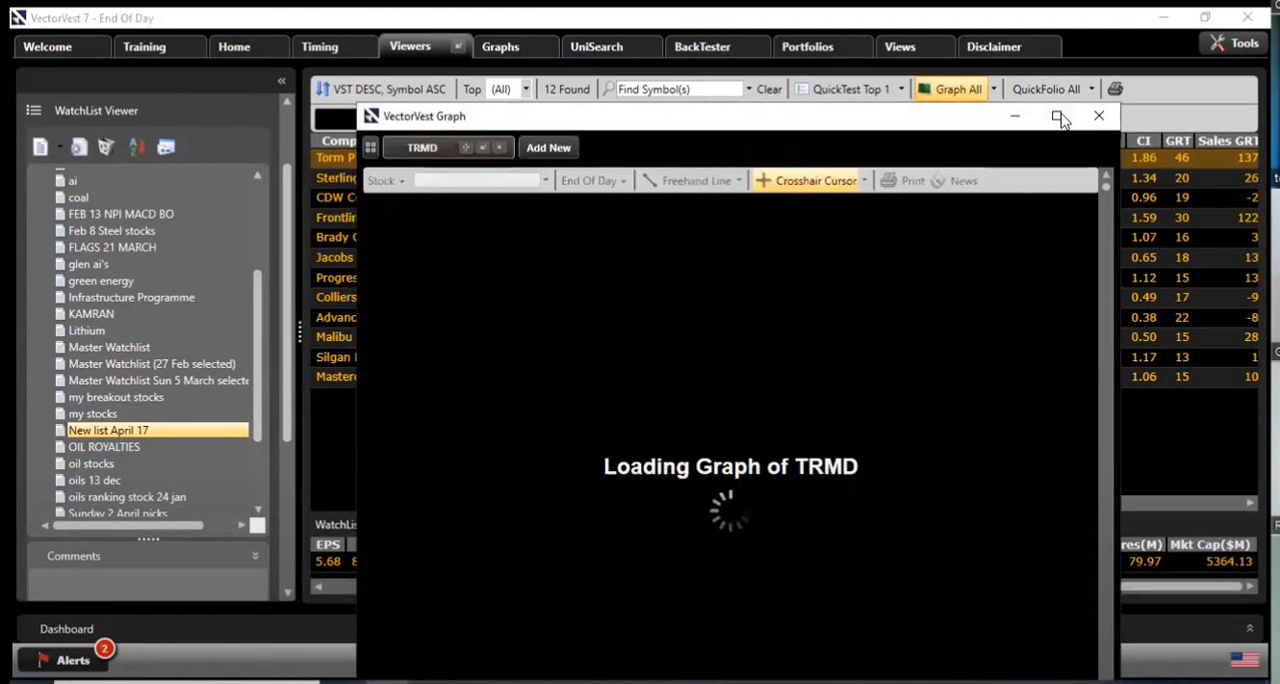 VectorVest 7 - End Of Day
Welcome Training Home Timing Viewers Graphs UniSearch BackTester Portfolios Views Disclaimer Tools
WatchList Viewer
VST DESC, Symbol ASC Top (All) 12 Found Find Symbol(s) Clear QuickTest Top 1 Graph All QuickFolio All
VectorVest Graph
TRMD Add New
Stock End Of Day Freehand Line Crosshair Cursor Print News
Loading Graph of TRMD
ai
coal
FEB 13 NPI MACD BO
Feb 8 Steel stocks
FLAGS 21 MARCH
glen ai's
green energy
Infrastructure Programme
KAMRAN
Lithium
Master Watchlist
Master Watchlist (27 Feb selected)
Master Watchlist Sun 5 March selecte
my breakout stocks
my stocks
New list April 17
OIL ROYALTIES
oil stocks
oils 13 dec
oils ranking stock 24 jan
Sunday 2 April picks
Comments
Comp CI GRT Sales GRT
Torm P 1.86 46 137
Sterling 1.34 20 26
CDW C 0.96 19 -2
Frontlin 1.59 30 122
Brady C 1.07 16 3
Jacobs 0.65 18 13
Progres 1.12 15 13
Colliers 0.49 17 -9
Advanc 0.38 22 -8
Malibu 0.50 15 28
Silgan 1.17 13 1
Masterc 1.06 15 10
WatchLis
EPS res(M) Mkt Cap($M)
5.68 8 79.97 5364.13
Dashboard
Alerts 2